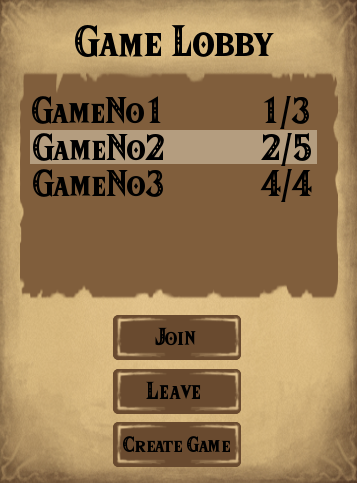 Game Lobby
GameNo1 1/3
GameNo2 2/5
GameNo3 4/4
Join
Leave
Create Game